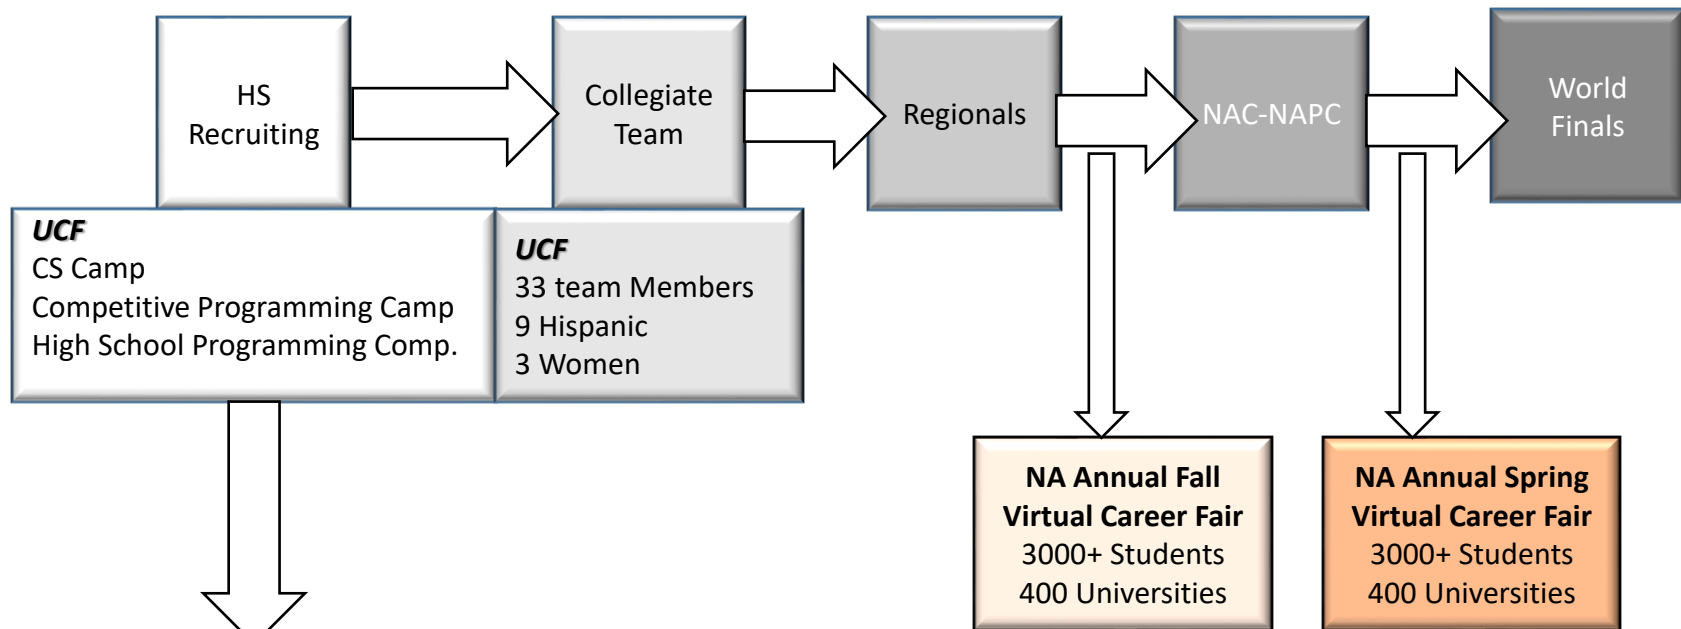 HS
Recruiting
Collegiate
Team
Regionals
NAC-NAPC
World
Finals
UCF
CS Camp
Competitive Programming Camp
High School Programming Comp.
UCF
33 team Members
9 Hispanic
3 Women
NA Annual Fall
Virtual Career Fair
3000+ Students
400 Universities
NA Annual Spring
Virtual Career Fair
3000+ Students
400 Universities